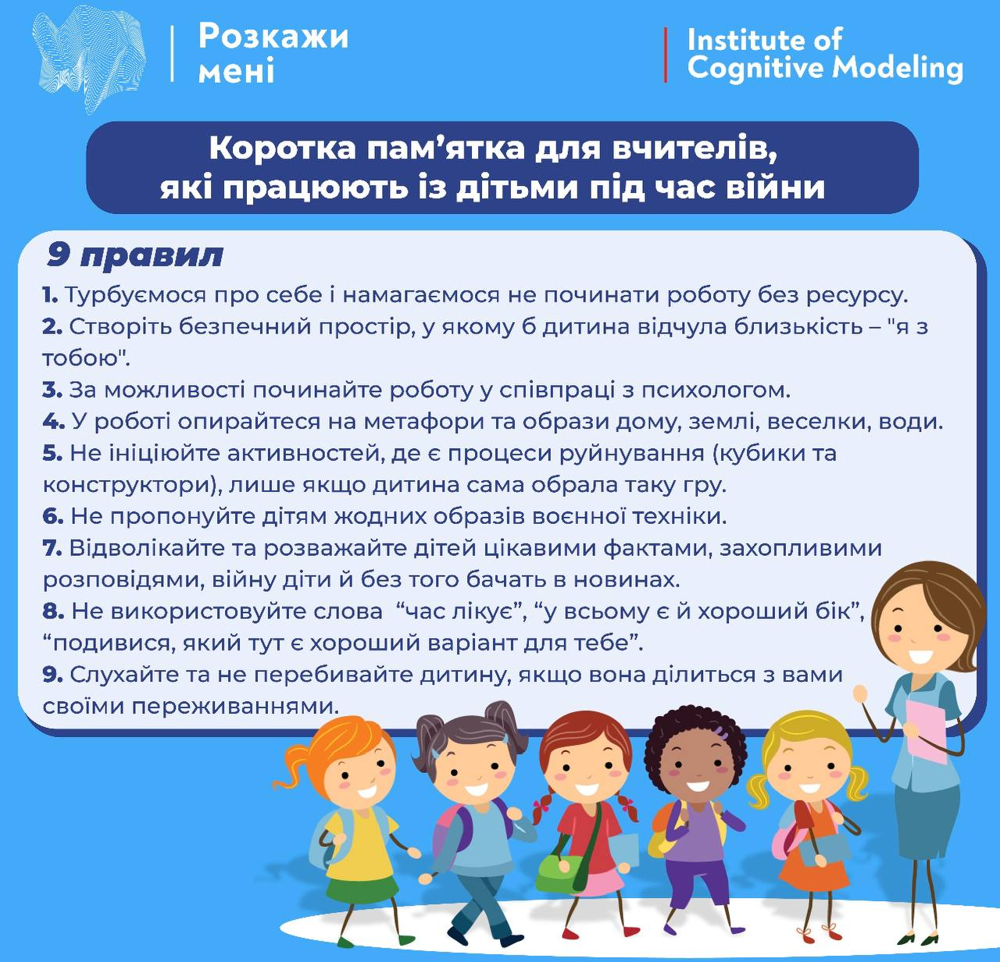 Розкажи
мені
Institute of
Cognitive Modeling
Коротка пам’ятка для вчителів,
які працюють із дітьми під час війни
9 правил
1. Турбуємося про себе і намагаємося не починати роботу без ресурсу.
2. Створіть безпечний простір, у якому б дитина відчула близькість – "я з
тобою".
3. За можливості починайте роботу у співпраці з психологом.
4. У роботі опирайтеся на метафори та образи дому, землі, веселки, води.
5. Не ініціюйте активностей, де є процеси руйнування (кубики та
конструктори), лише якщо дитина сама обрала таку гру.
6. Не пропонуйте дітям жодних образів воєнної техніки.
7. Відволікайте та розважайте дітей цікавими фактами, захопливими
розповідями, війну діти й без того бачать в новинах.
8. Не використовуйте слова “час лікує”, “у всьому є й хороший бік”,
“подивися, який тут є хороший варіант для тебе”.
9. Слухайте та не перебивайте дитину, якщо вона ділиться з вами
своїми переживаннями.